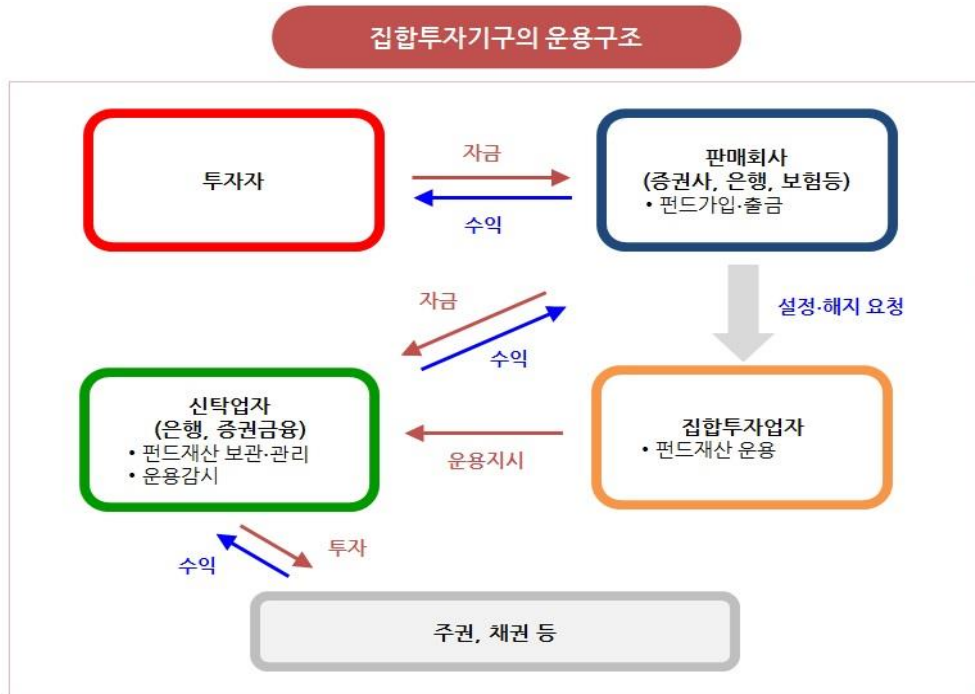 집합투자기구의 운용구조
투자자
자금
수익
판매회사
(증권사, 은행, 보험등)
• 펀드가입·출금
자금
수익
설정·해지 요청
신탁업자
(은행, 증권금융)
• 펀드재산 보관·관리
• 운용감시
운용지시
집합투자업자
• 펀드재산 운용
수익
투자
주권, 채권 등